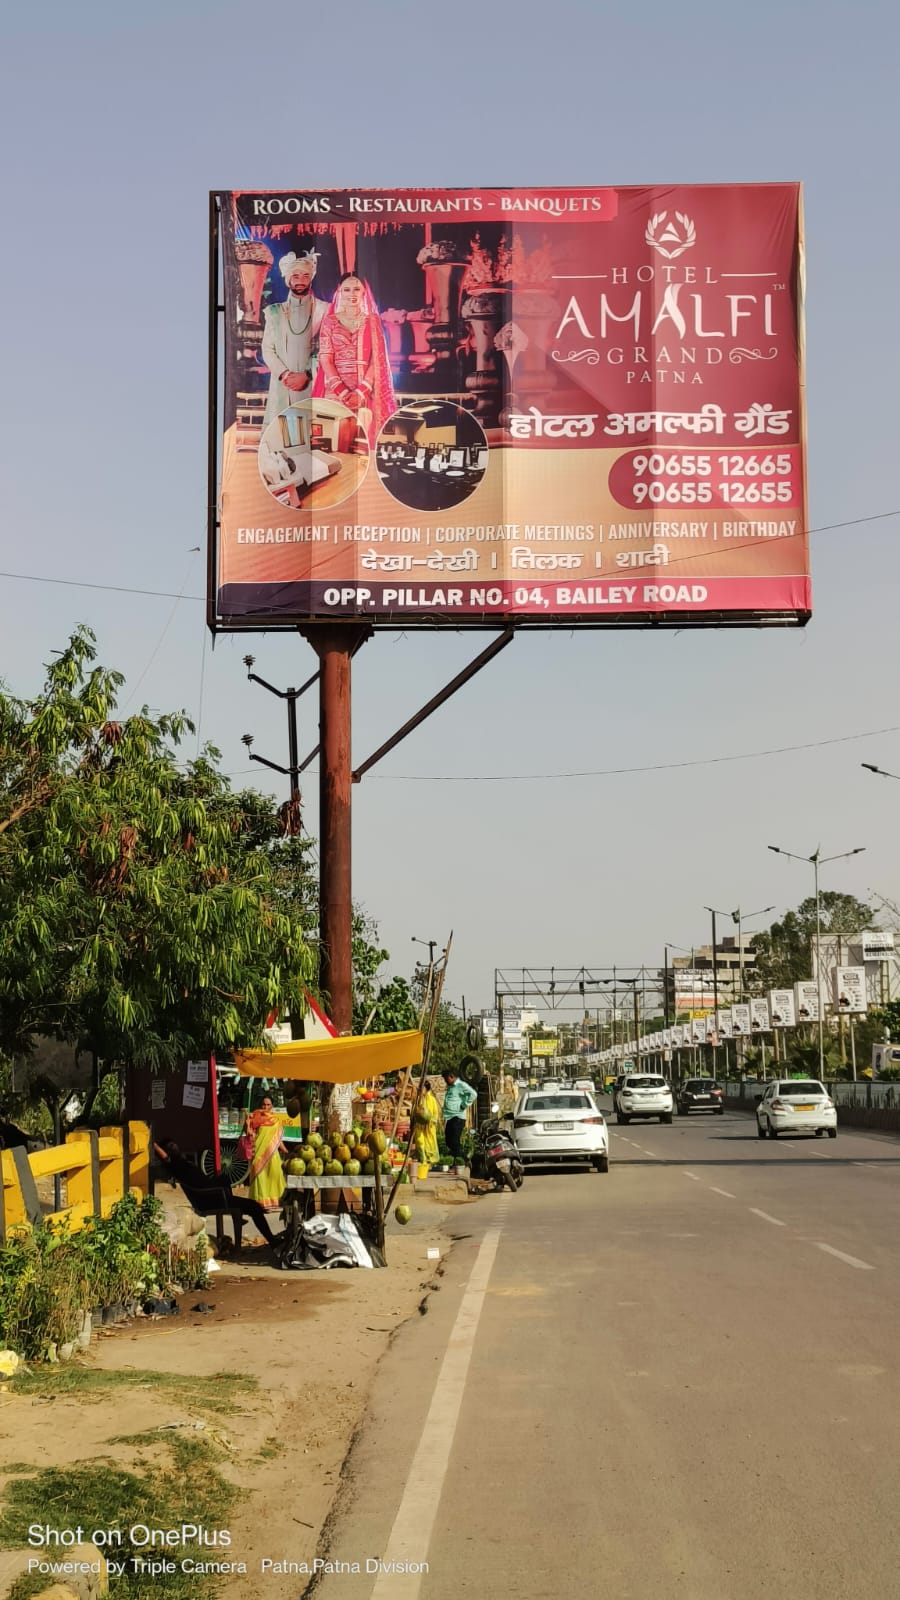 ROOMS - RESTAURANTS - BANQUETS
HOTEL
AMALFI™
GRAND
PATNA
होटल अमल्फी ग्रैंड
90655 12665
90655 12655
ENGAGEMENT | RECEPTION | CORPORATE MEETINGS | ANNIVERSARY | BIRTHDAY
देखा-देखी । तिलक । शादी
OPP. PILLAR NO. 04, BAILEY ROAD
Shot on OnePlus
Powered by Triple Camera Patna,Patna Division